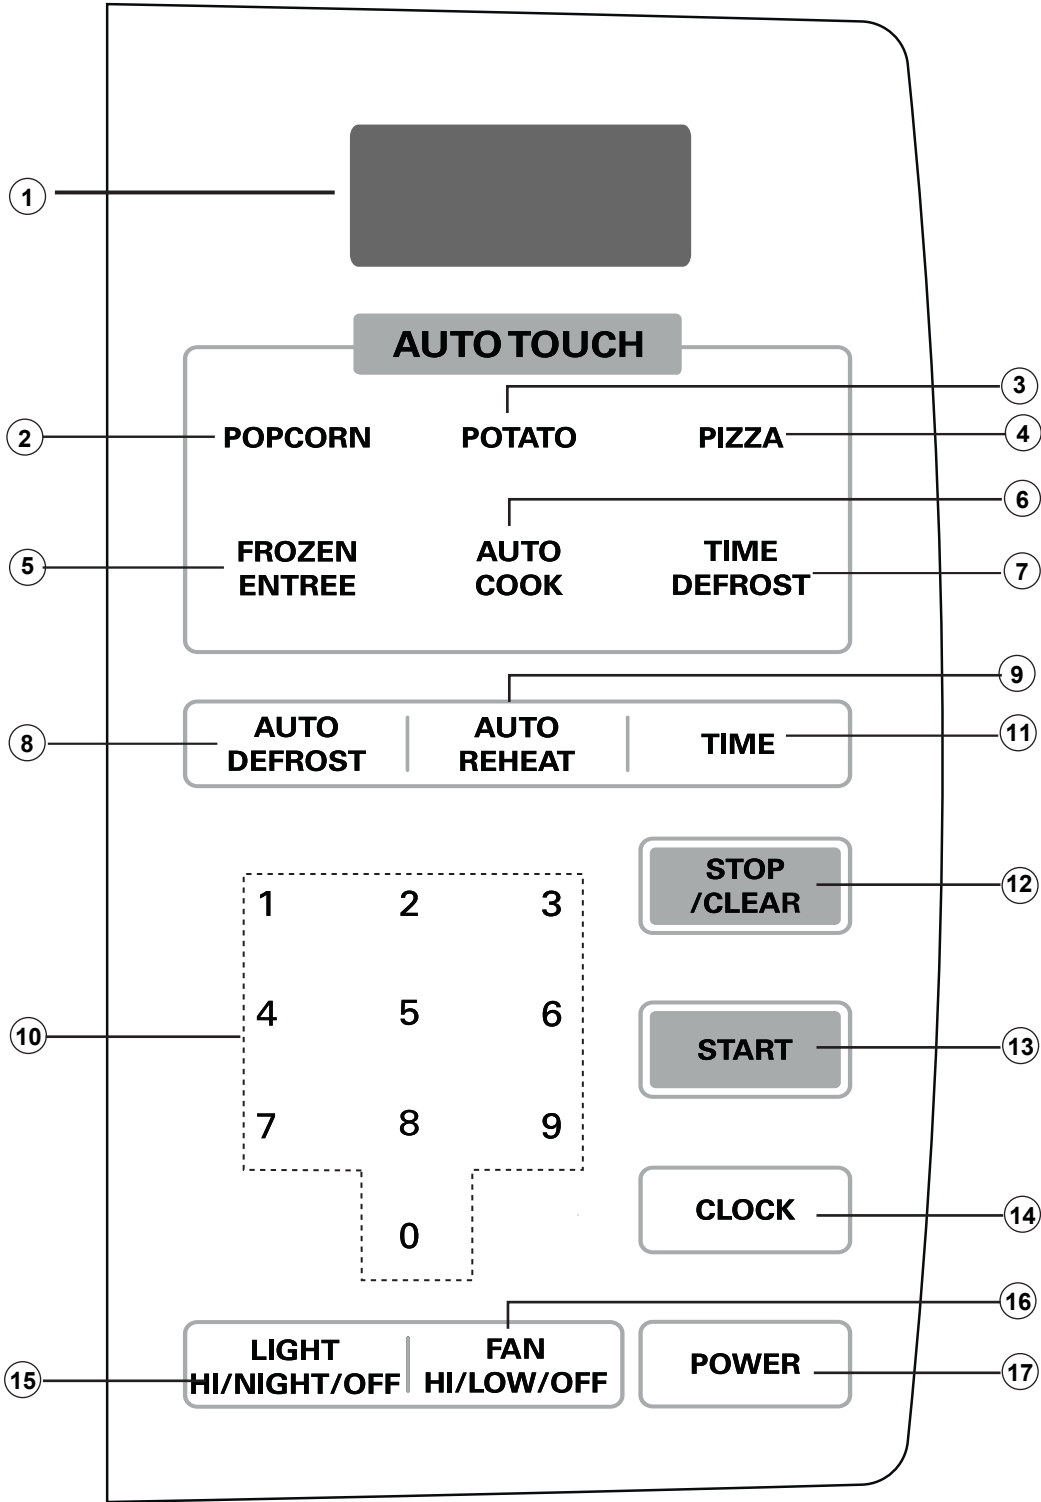 1
AUTO TOUCH
3
2 POPCORN POTATO PIZZA 4
6
5 FROZEN ENTREE AUTO COOK TIME DEFROST 7
9
8 AUTO DEFROST AUTO REHEAT TIME 11
STOP /CLEAR 12
1 2 3
4 5 6
10
START 13
7 8 9
0
CLOCK 14
16
15 LIGHT HI/NIGHT/OFF FAN HI/LOW/OFF POWER 17